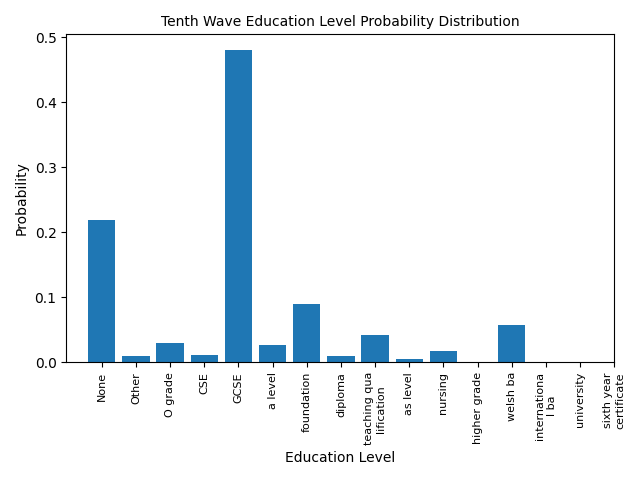 Tenth Wave Education Level Probability Distribution
0.5
0.4
0.3
0.2
0.1
0.0
Probability
None
Other
O grade
CSE
GCSE
a level
foundation
diploma
teaching qua
lification
as level
nursing
higher grade
welsh ba
internationa
l ba
university
sixth year
certificate
Education Level